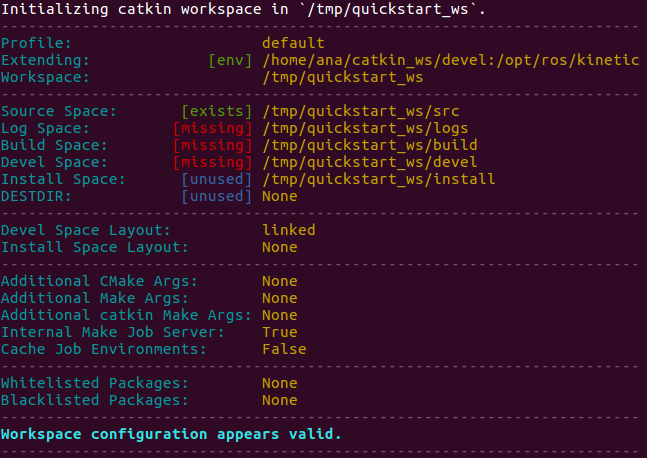 Initializing catkin workspace in `/tmp/quickstart_ws`.
Profile: default
Extending: [env] /home/ana/catkin_ws/devel:/opt/ros/kinetic
Workspace: /tmp/quickstart_ws
Source Space: [exists] /tmp/quickstart_ws/src
Log Space: [missing] /tmp/quickstart_ws/logs
Build Space: [missing] /tmp/quickstart_ws/build
Devel Space: [missing] /tmp/quickstart_ws/devel
Install Space: [unused] /tmp/quickstart_ws/install
DESTDIR: [unused] None
Devel Space Layout: linked
Install Space Layout: None
Additional CMake Args: None
Additional Make Args: None
Additional catkin Make Args: None
Internal Make Job Server: True
Cache Job Environments: False
Whitelisted Packages: None
Blacklisted Packages: None
Workspace configuration appears valid.